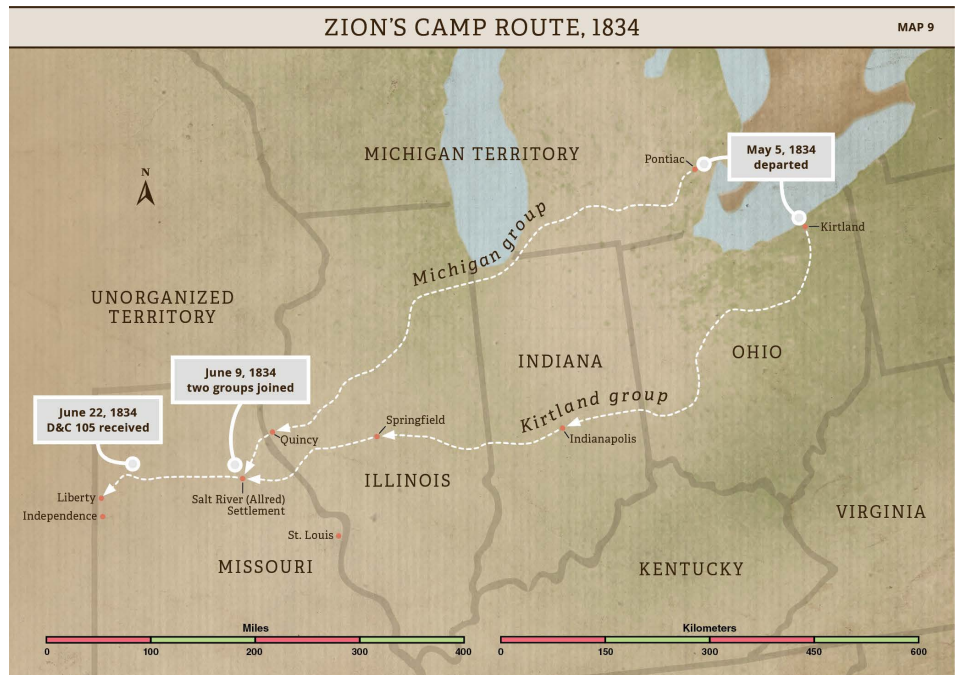 ZION'S CAMP ROUTE, 1834
MAP 9
MICHIGAN TERRITORY
Pontiac
May 5, 1834
departed
N
Kirtland
Michigan group
UNORGANIZED
TERRITORY
INDIANA
OHIO
June 9, 1834
two groups joined
Kirtland group
June 22, 1834
D&C 105 received
Springfield
Quincy
Indianapolis
ILLINOIS
Liberty
Salt River (Allred)
Settlement
Independence
VIRGINIA
St. Louis
MISSOURI
KENTUCKY
Miles
0 100 200 300 400
Kilometers
0 150 300 450 600